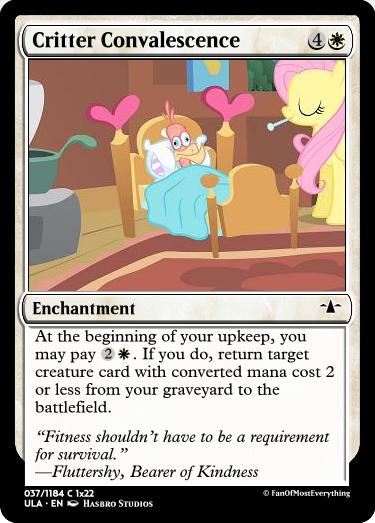 Critter Convalescence 4
Enchantment
At the beginning of your upkeep, you
may pay 2. If you do, return target
creature card with converted mana cost 2
or less from your graveyard to the
battlefield.
“Fitness shouldn’t have to be a requirement
for survival.”
—Fluttershy, Bearer of Kindness
037/1184 C 1x22
ULA • EN Hasbro Studios
© FanOfMostEverything